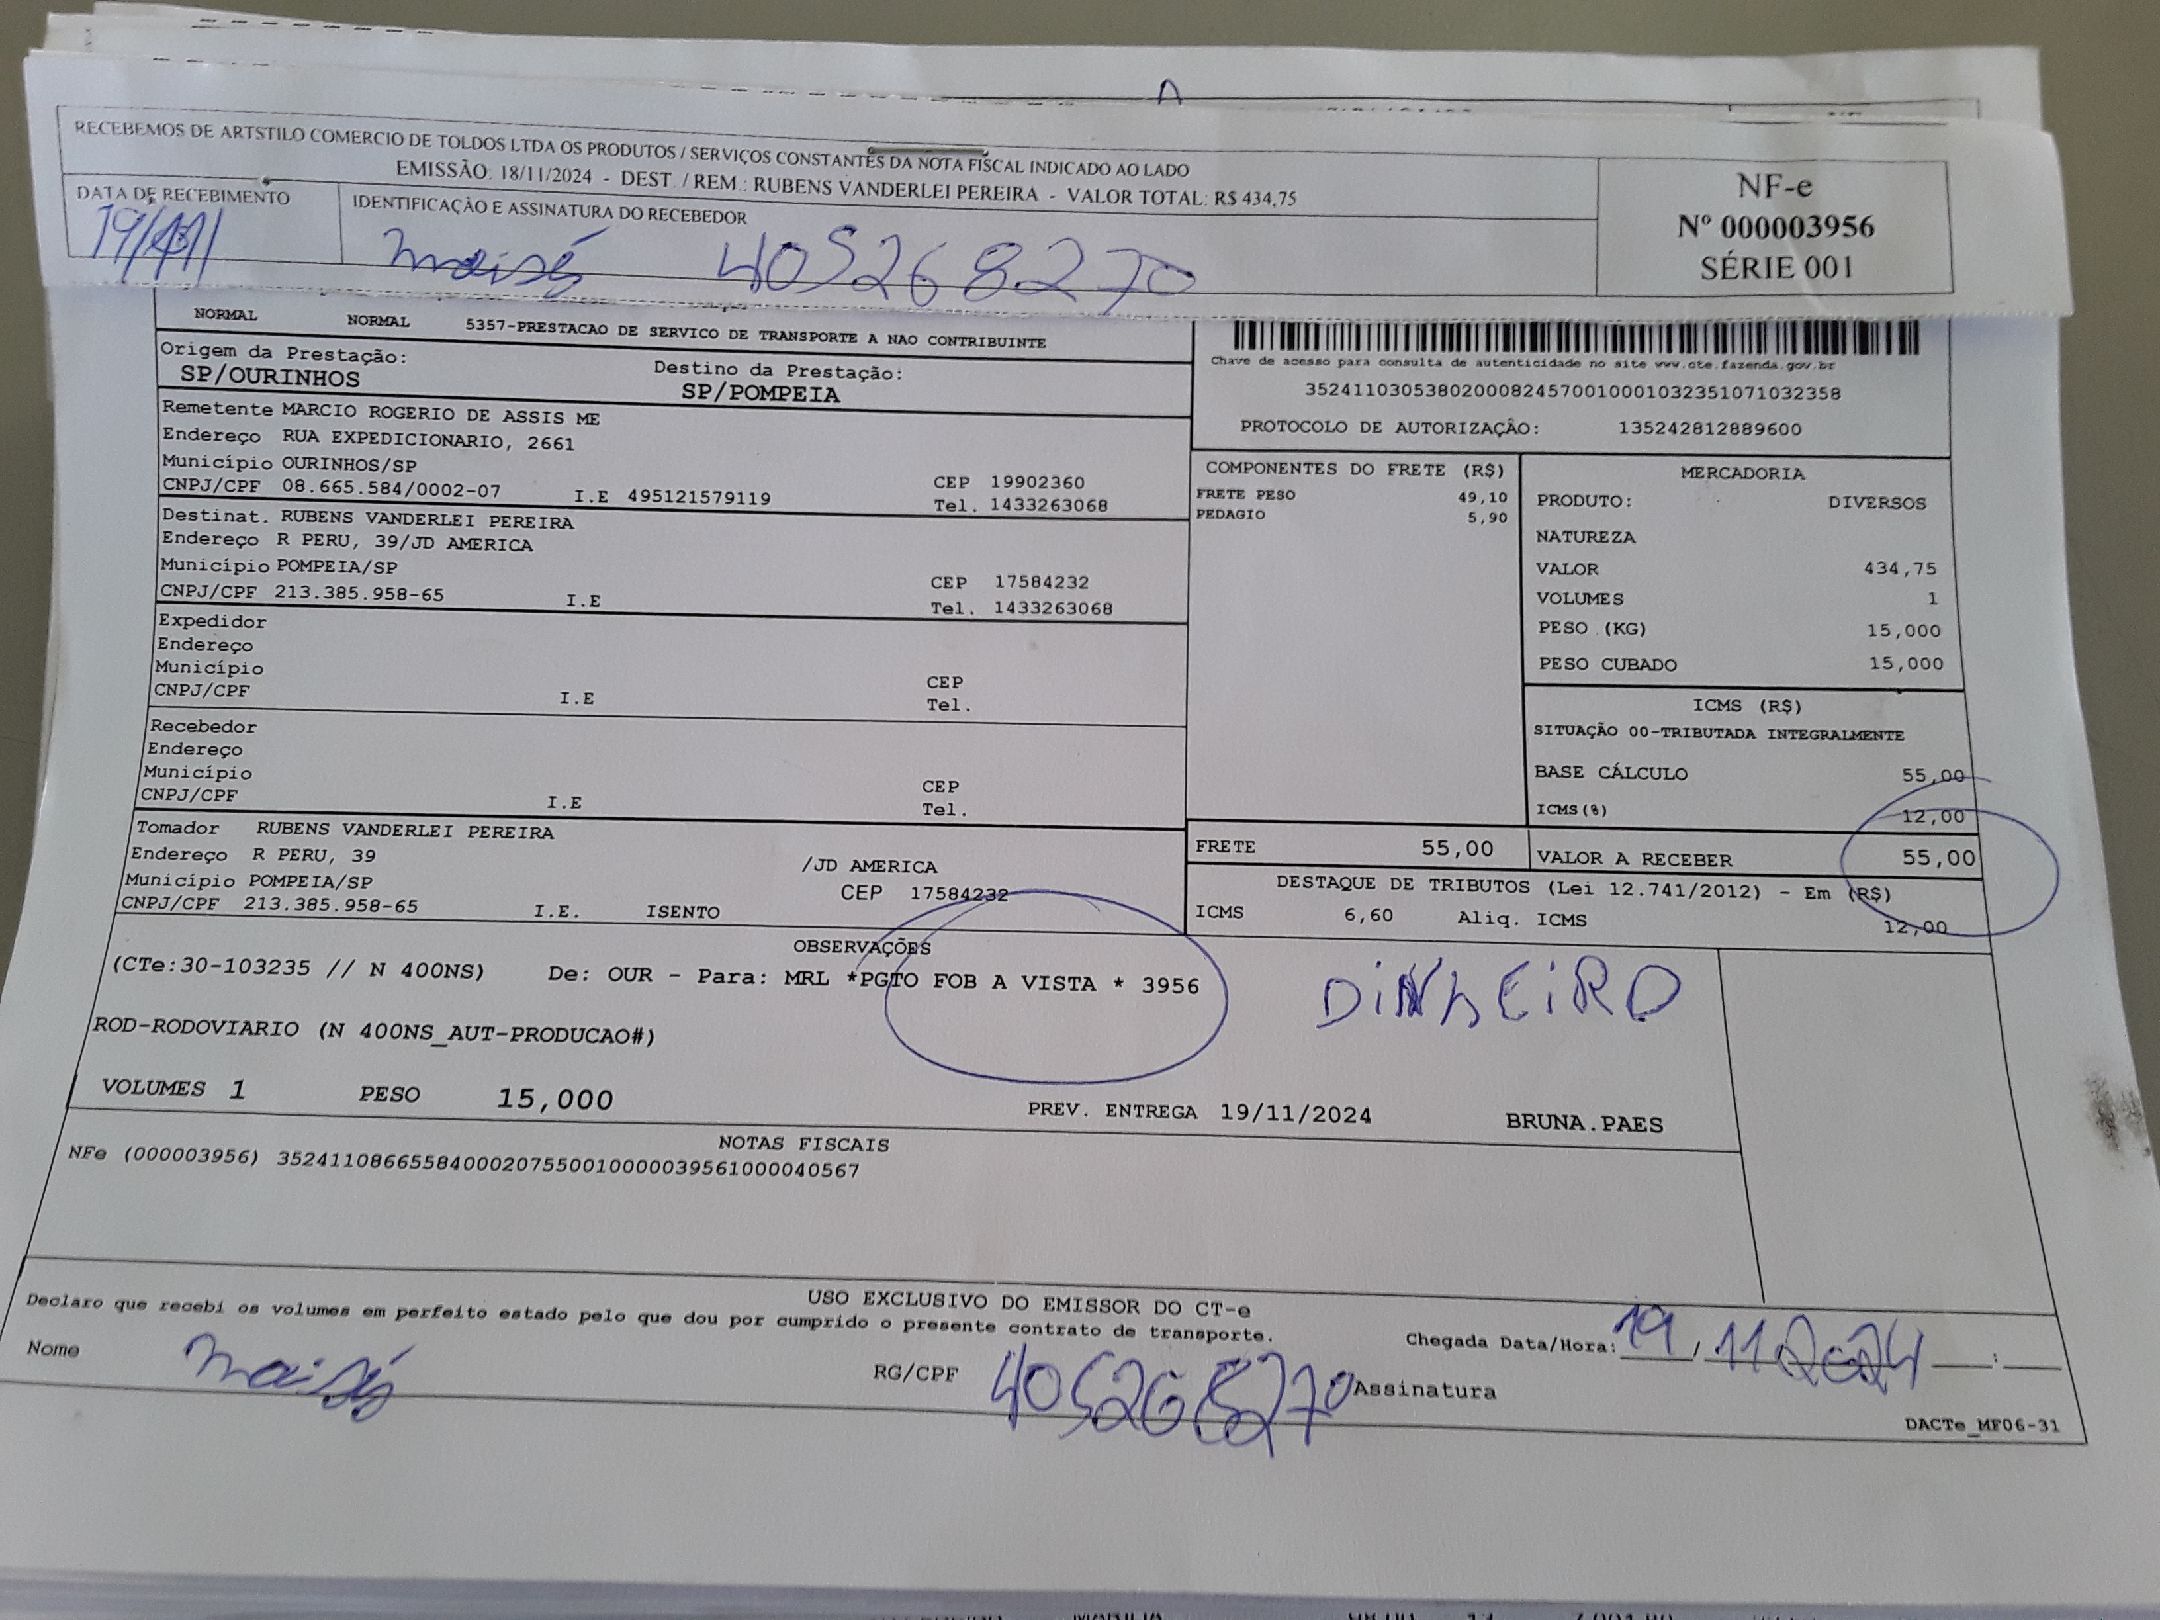 RECEBEMOS DE ARTSTILO COMERCIO DE TOLDOS LTDA OS PRODUTOS / SERVIÇOS CONSTANTES DA NOTA FISCAL INDICADO AO LADO
EMISSÃO: 18/11/2024 - DEST. / REM.: RUBENS VANDERLEI PEREIRA - VALOR TOTAL: R$ 434,75
DATA DE RECEBIMENTO
IDENTIFICAÇÃO E ASSINATURA DO RECEBEDOR
19/11/
405268270
NF-e
Nº 000003956
SÉRIE 001
NORMAL NORMAL 5357-PRESTACAO DE SERVICO DE TRANSPORTE A NAO CONTRIBUINTE
Origem da Prestação: Destino da Prestação:
SP/OURINHOS SP/POMPEIA
Chave de acesso para consulta de autenticidade no site www.cte.fazenda.gov.br
35241103053802000824570010001032351071032358
PROTOCOLO DE AUTORIZAÇÃO: 135242812889600
Remetente MARCIO ROGERIO DE ASSIS ME
Endereço RUA EXPEDICIONARIO, 2661
Município OURINHOS/SP CEP 19902360
CNPJ/CPF 08.665.584/0002-07 I.E 495121579119 Tel. 1433263068
Destinat. RUBENS VANDERLEI PEREIRA
Endereço R PERU, 39/JD AMERICA
Município POMPEIA/SP CEP 17584232
CNPJ/CPF 213.385.958-65 I.E Tel. 1433263068
Expedidor
Endereço
Município CEP
CNPJ/CPF I.E Tel.
Recebedor
Endereço
Município CEP
CNPJ/CPF I.E Tel.
Tomador RUBENS VANDERLEI PEREIRA
Endereço R PERU, 39 /JD AMERICA
Município POMPEIA/SP CEP 17584232
CNPJ/CPF 213.385.958-65 I.E. ISENTO
COMPONENTES DO FRETE (R$)
FRETE PESO 49,10
PEDAGIO 5,90
MERCADORIA
PRODUTO: DIVERSOS
NATUREZA
VALOR 434,75
VOLUMES 1
PESO (KG) 15,000
PESO CUBADO 15,000
ICMS (R$)
SITUAÇÃO 00-TRIBUTADA INTEGRALMENTE
BASE CÁLCULO 55,00
ICMS(%) 12,00
FRETE 55,00 VALOR A RECEBER 55,00
DESTAQUE DE TRIBUTOS (Lei 12.741/2012) - Em (R$)
ICMS 6,60 Aliq. ICMS 12,00
OBSERVAÇÕES
(CTe:30-103235 // N 400NS) De: OUR - Para: MRL *PGTO FOB A VISTA * 3956
DINHEIRO
ROD-RODOVIARIO (N 400NS_AUT-PRODUCAO#)
VOLUMES 1 PESO 15,000 PREV. ENTREGA 19/11/2024 BRUNA.PAES
NOTAS FISCAIS
NFe (000003956) 35241108665584000207550010000039561000040567
USO EXCLUSIVO DO EMISSOR DO CT-e
Declaro que recebi os volumes em perfeito estado pelo que dou por cumprido o presente contrato de transporte.
Chegada Data/Hora: 19/11 2024 :
Nome RG/CPF 405268270 Assinatura
DACTe_MF06-31